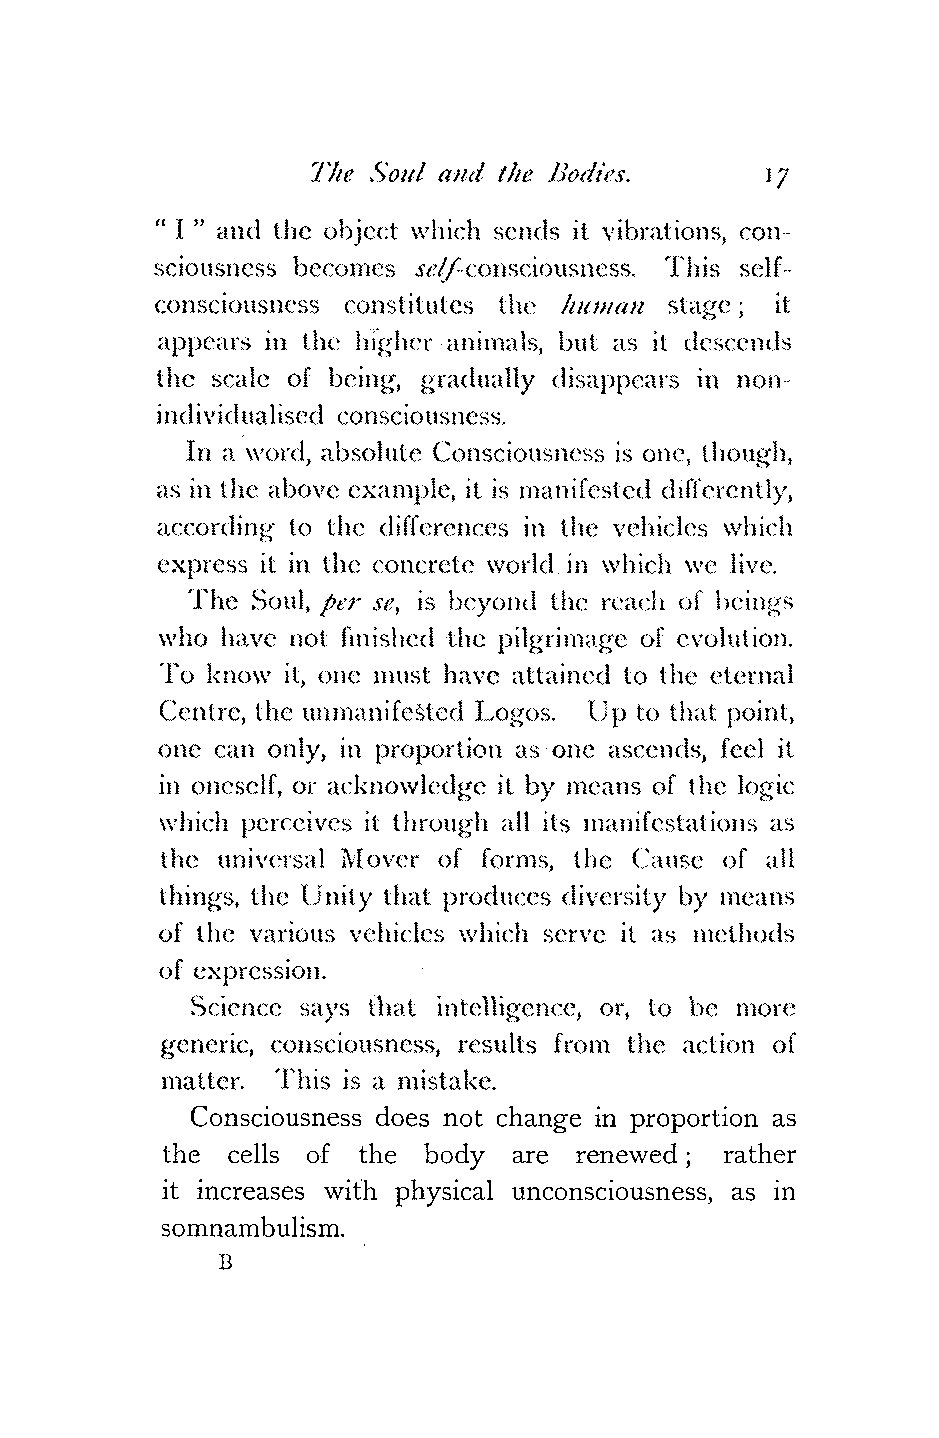 The Soul and the Bodies. 17
“ I ” and the object which sends it vibrations, con-
sciousness becomes self-consciousness. This self-
consciousness constitutes the human stage ; it
appears in the higher animals, but as it descends
the scale of being, gradually disappears in non-
individualised consciousness.
In a word, absolute Consciousness is one, though,
as in the above example, it is manifested differently,
according to the differences in the vehicles which
express it in the concrete world in which we live.
The Soul, per se, is beyond the reach of beings
who have not finished the pilgrimage of evolution.
To know it, one must have attained to the eternal
Centre, the unmanifested Logos. Up to that point,
one can only, in proportion as one ascends, feel it
in oneself, or acknowledge it by means of the logic
which perceives it through all its manifestations as
the universal Mover of forms, the Cause of all
things, the Unity that produces diversity by means
of the various vehicles which serve it as methods
of expression.
Science says that intelligence, or, to be more
generic, consciousness, results from the action of
matter. This is a mistake.
Consciousness does not change in proportion as
the cells of the body are renewed ; rather
it increases with physical unconsciousness, as in
somnambulism.
B